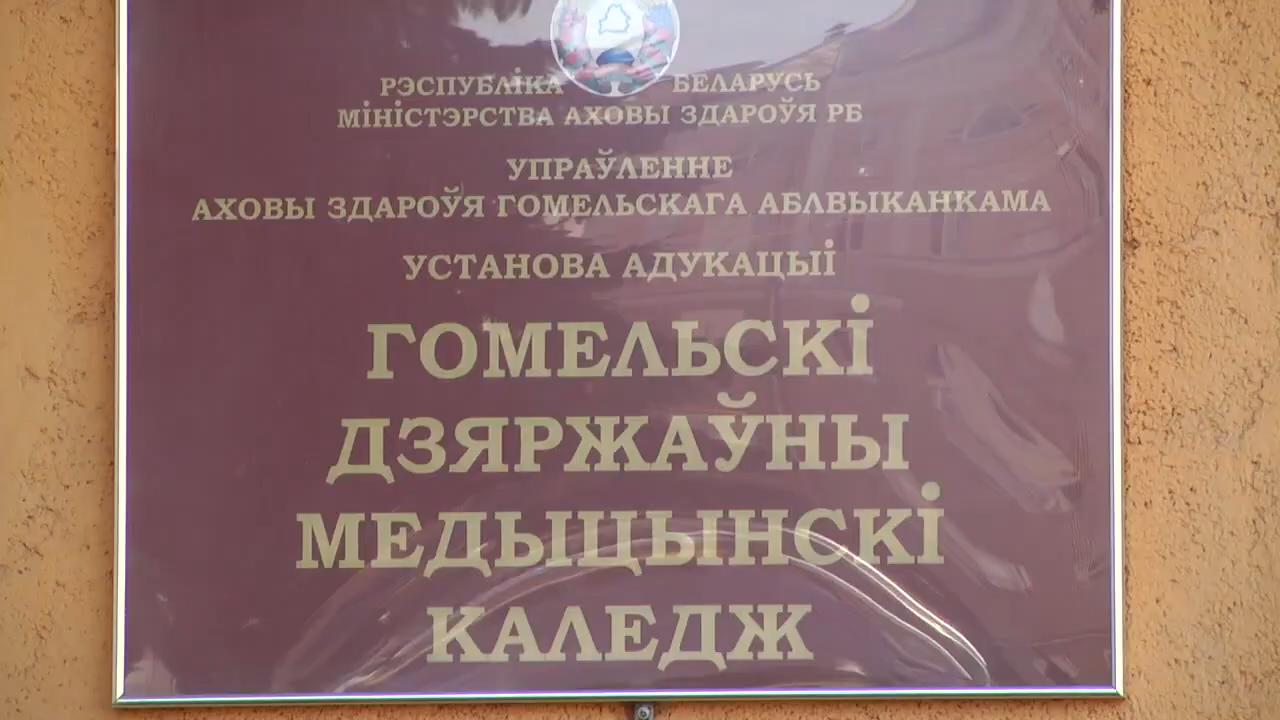 РЭСПУБЛІКА БЕЛАРУСЬ
МІНІСТЭРСТВА АХОВЫ ЗДАРОЎЯ РБ
УПРАЎЛЕННЕ
АХОВЫ ЗДАРОЎЯ ГОМЕЛЬСКАГА АБЛВЫКАНКАМА
УСТАНОВА АДУКАЦЫІ
ГОМЕЛЬСКІ
ДЗЯРЖАЎНЫ
МЕДЫЦЫНСКІ
КАЛЕДЖ